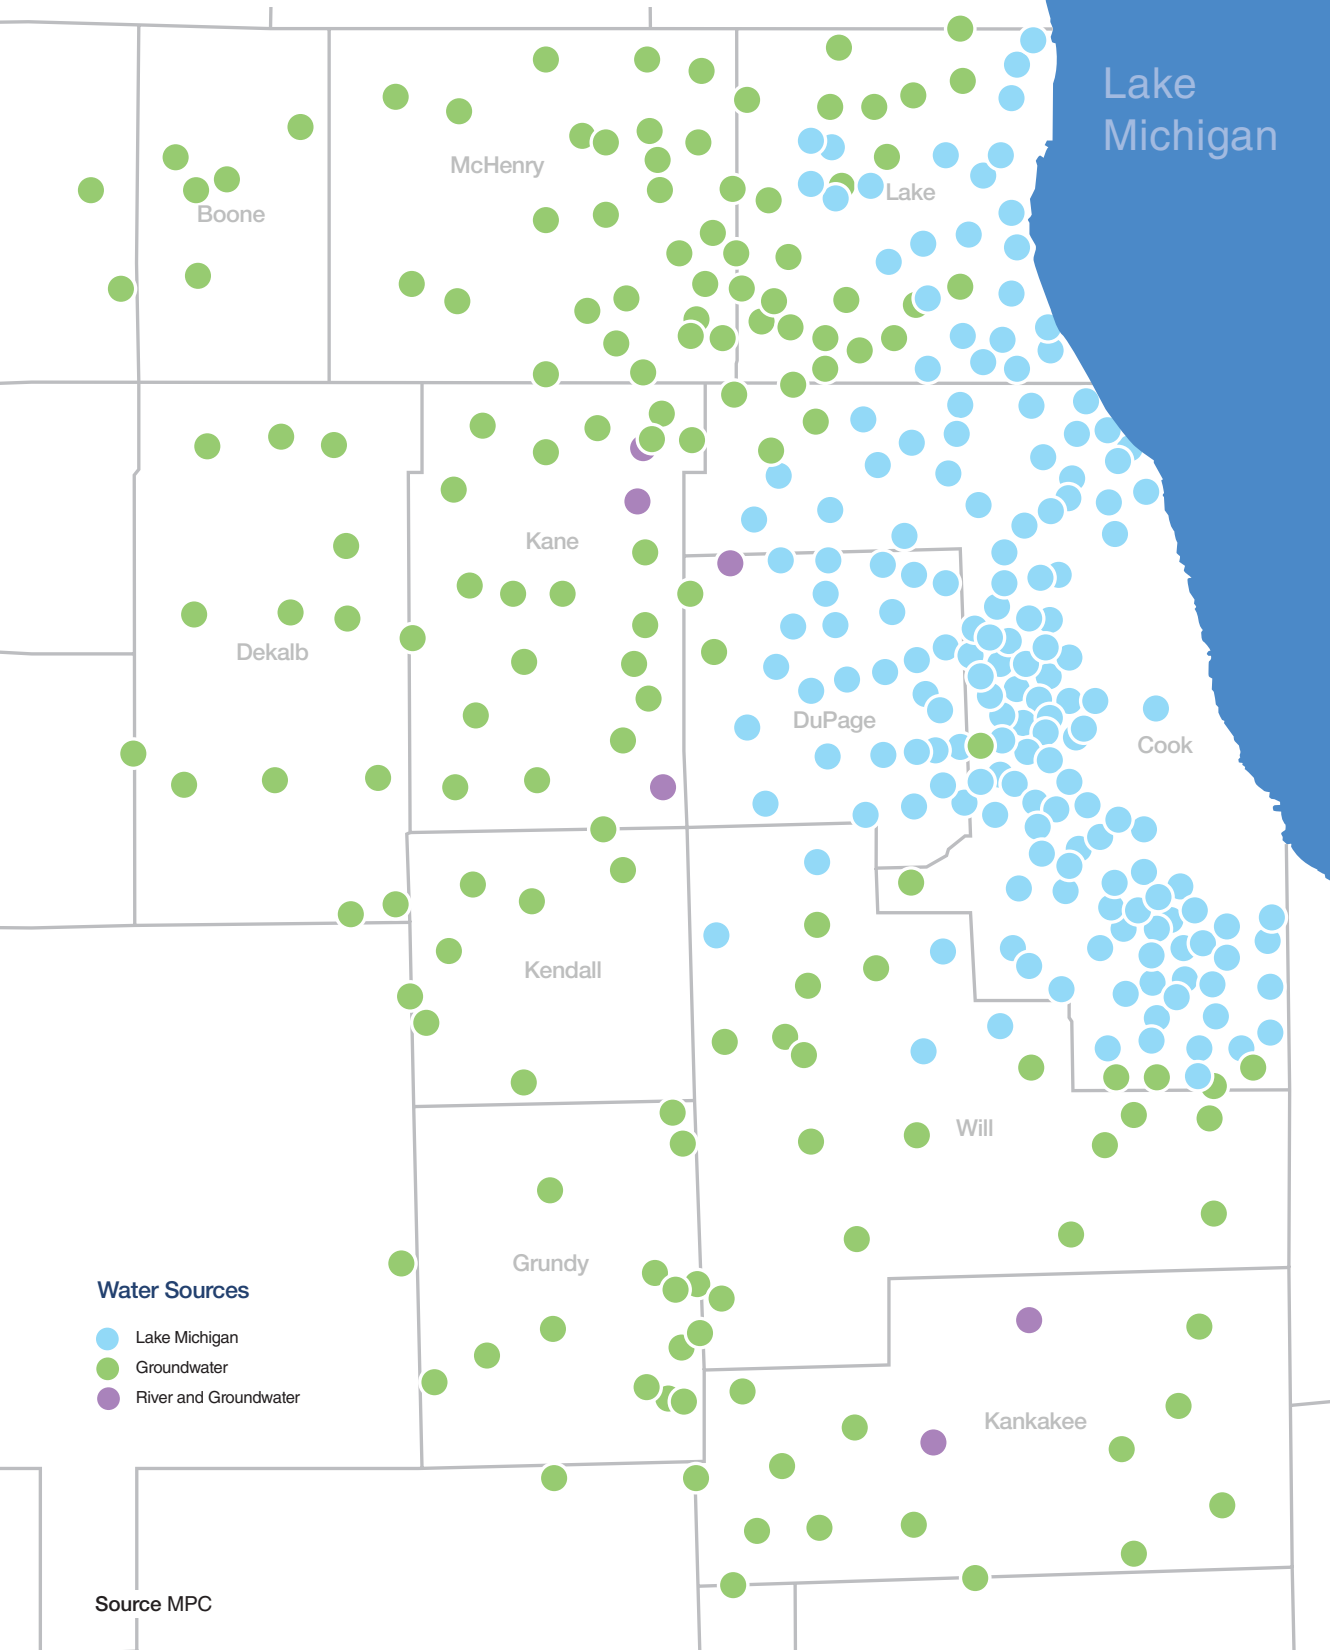 Lake
Michigan
McHenry
Lake
Boone
Kane
Dekalb
DuPage
Cook
Kendall
Will
Grundy
Water Sources
Lake Michigan
Groundwater
River and Groundwater
Kankakee
Source MPC